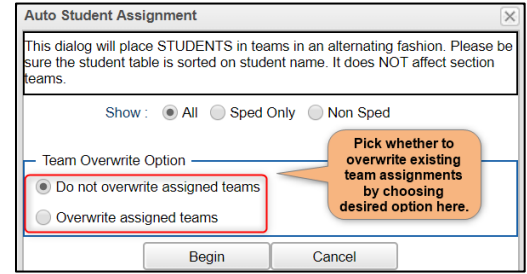 Auto Student Assignment
This dialog will place STUDENTS in teams in an alternating fashion. Please be
sure the student table is sorted on student name. It does NOT affect section
teams.
Show : All Sped Only Non Sped
Team Overwrite Option
Do not overwrite assigned teams
Overwrite assigned teams
Pick whether to
overwrite existing
team assignments
by choosing
desired option here.
Begin Cancel